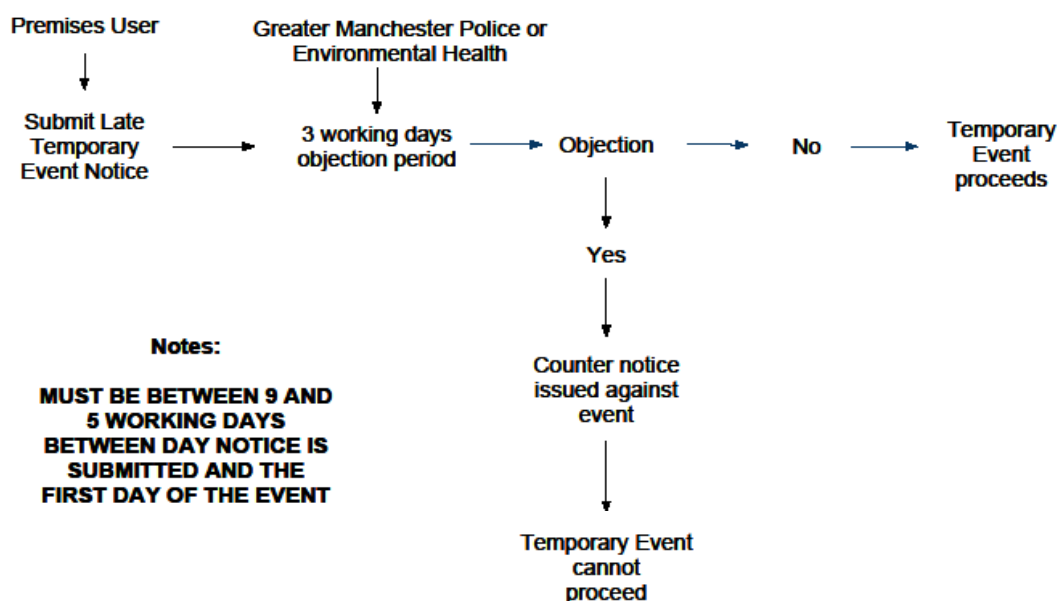 Premises User
Greater Manchester Police or
Environmental Health
Submit Late
Temporary
Event Notice
3 working days
objection period
Objection
No
Temporary
Event
proceeds
Yes
Notes:
MUST BE BETWEEN 9 AND
5 WORKING DAYS
BETWEEN DAY NOTICE IS
SUBMITTED AND THE
FIRST DAY OF THE EVENT
Counter notice
issued against
event
Temporary Event
cannot
proceed